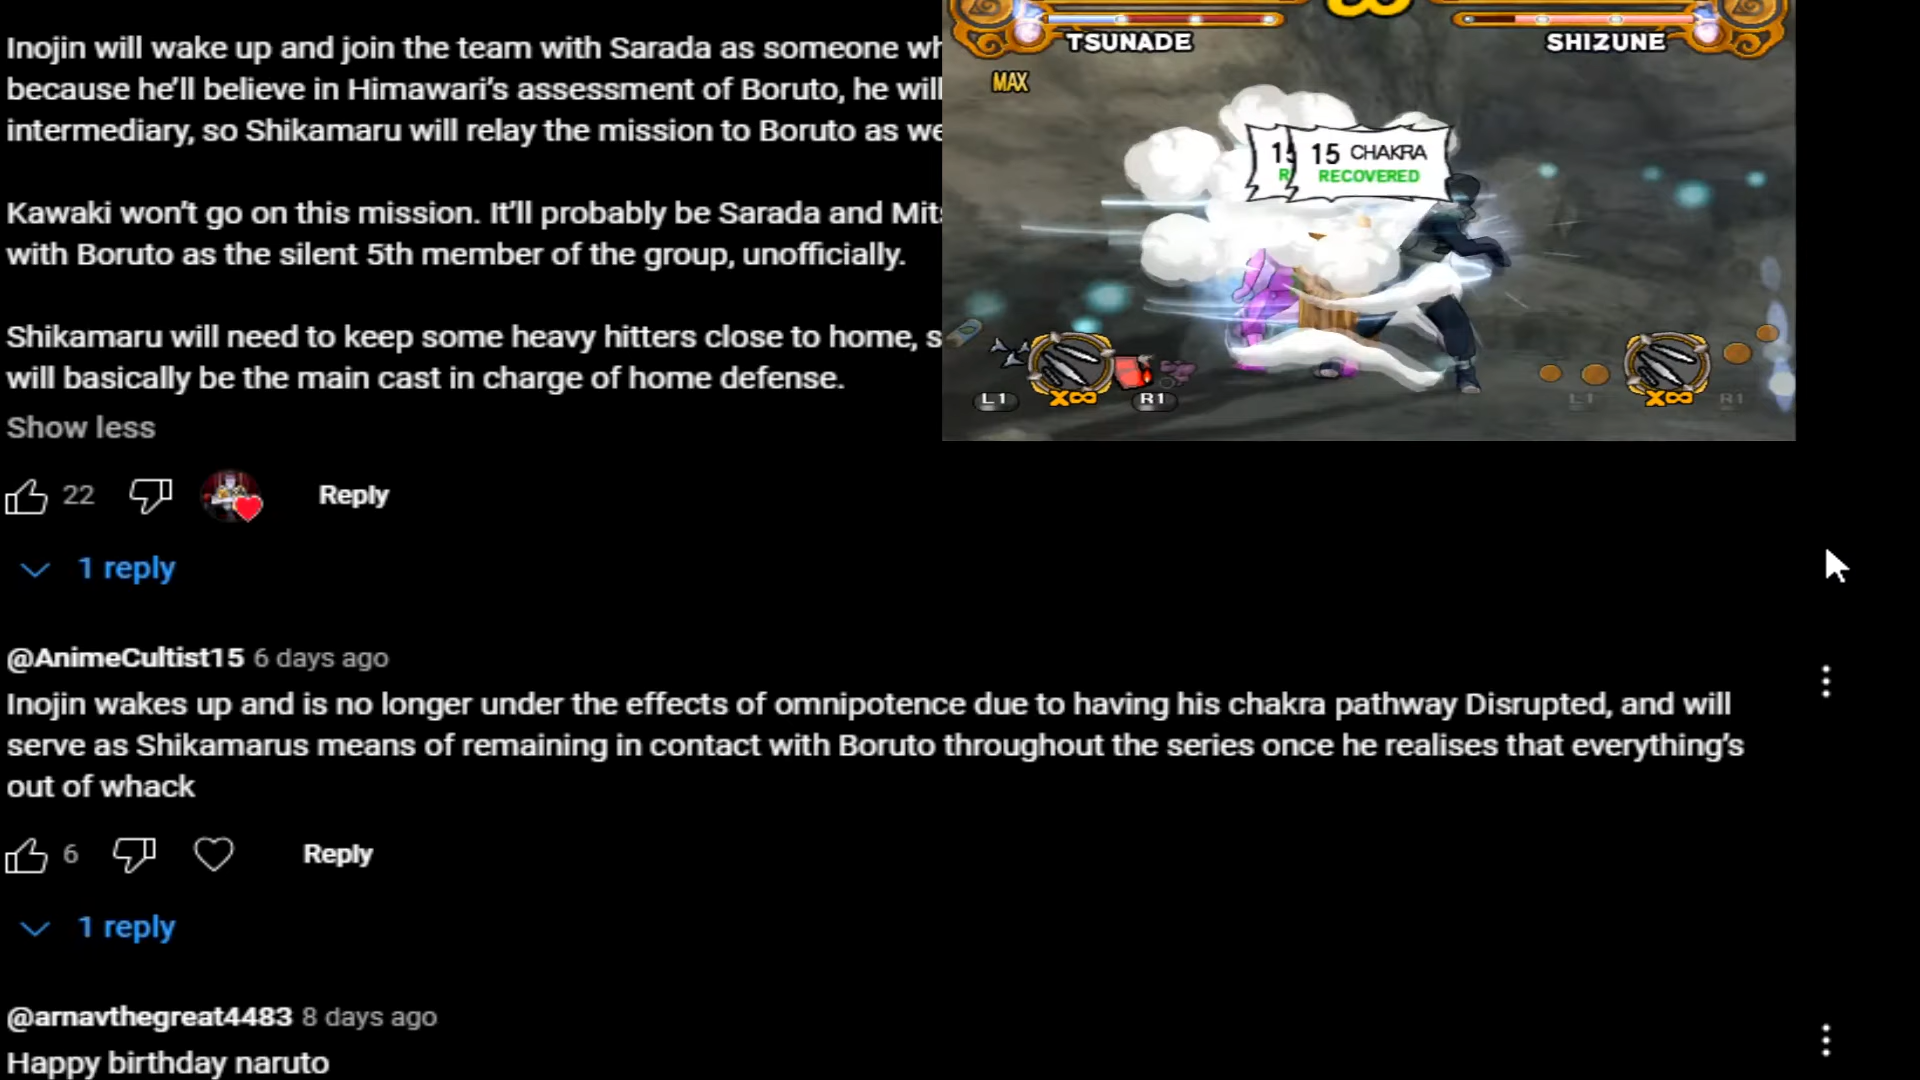 Inojin will wake up and join the team with Sarada as someone
because he'll believe in Himawari's assessment of Boruto, he will
intermediary, so Shikamaru will relay the mission to Boruto as
Kawaki won't go on this mission. It'll probably be Sarada and
with Boruto as the silent 5th member of the group, unofficially.
Shikamaru will need to keep some heavy hitters close to home,
will basically be the main cast in charge of home defense.
Show less
22
Reply
1 reply
TSUNADE
SHIZUNE
MAX
15 CHAKRA
RECOVERED
L1
X∞
R1
L1
X∞
R1
@AnimeCultist15 6 days ago
Inojin wakes up and is no longer under the effects of omnipotence due to having his chakra pathway Disrupted, and will
serve as Shikamarus means of remaining in contact with Boruto throughout the series once he realises that everything's
out of whack
6
Reply
1 reply
@arnavthegreat4483 8 days ago
Happy birthday naruto